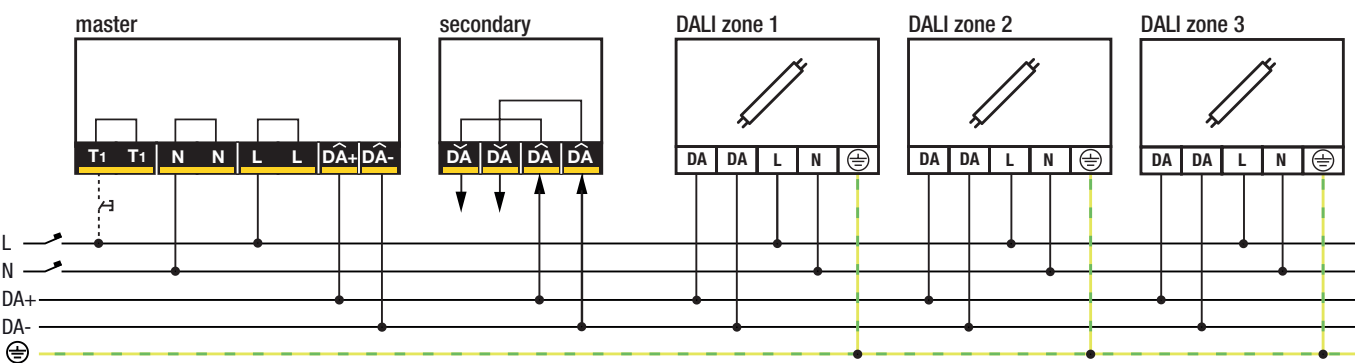 master secondary DALI zone 1 DALI zone 2 DALI zone 3
T1 T1 N N L L DA+ DA- DA DA DA DA DA DA L N DA DA L N DA DA L N
L
N
DA+
DA-